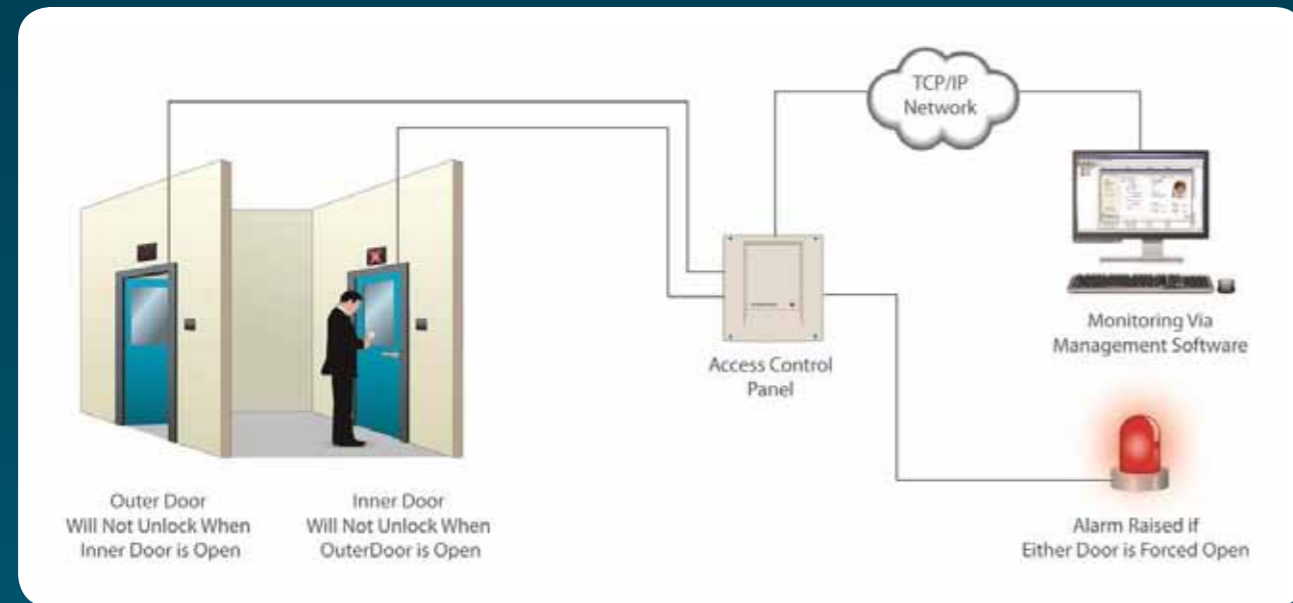 TCP/IP
Network
Monitoring Via
Management Software
Access Control
Panel
Outer Door
Will Not Unlock When
Inner Door is Open
Inner Door
Will Not Unlock When
OuterDoor is Open
Alarm Raised if
Either Door is Forced Open